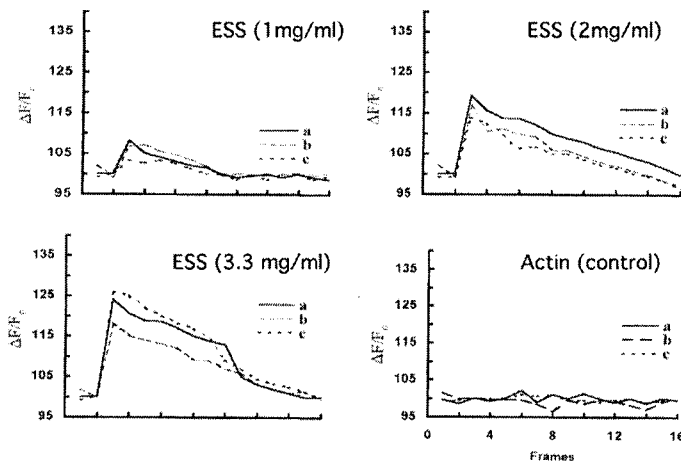 ESS (1mg/ml)
135
125
115
105
95
ΔF/F₀
a
b
c
ESS (2mg/ml)
135
125
115
105
95
ΔF/F₀
a
b
c
16
ESS (3.3 mg/ml)
135
125
115
105
95
ΔF/F₀
a
b
c
Actin (control)
135
125
115
105
95
ΔF/F₀
a
b
c
0 4 8 12 16
Frames